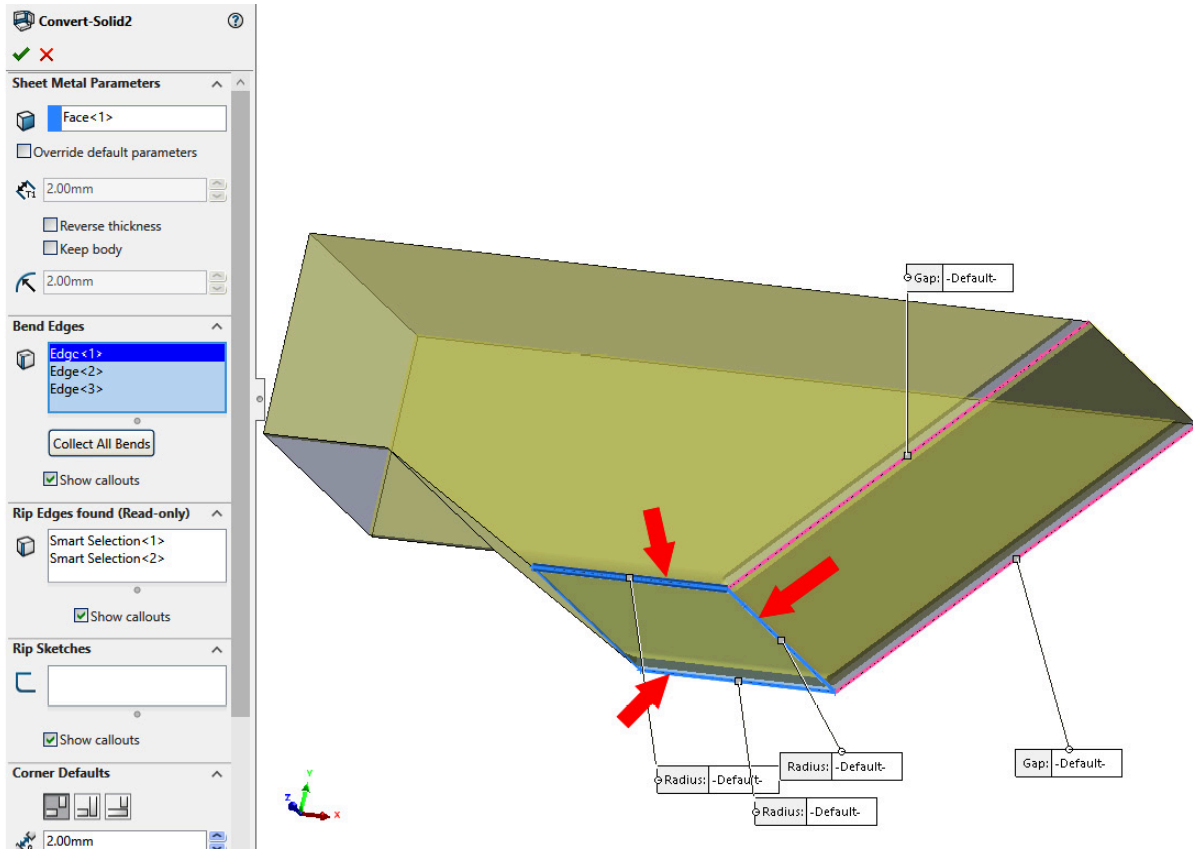 Convert-Solid2
Sheet Metal Parameters
Face<1>
Override default parameters
T1
2.00mm
Reverse thickness
Keep body
2.00mm
Bend Edges
Edge<1>
Edge<2>
Edge<3>
Collect All Bends
Show callouts
Rip Edges found (Read-only)
Smart Selection<1>
Smart Selection<2>
Show callouts
Rip Sketches
Show callouts
Corner Defaults
2.00mm
Gap: -Default-
Radius: -Default-
Radius: -Default-
Radius: -Default-
Gap: -Default-
Y
Z
X